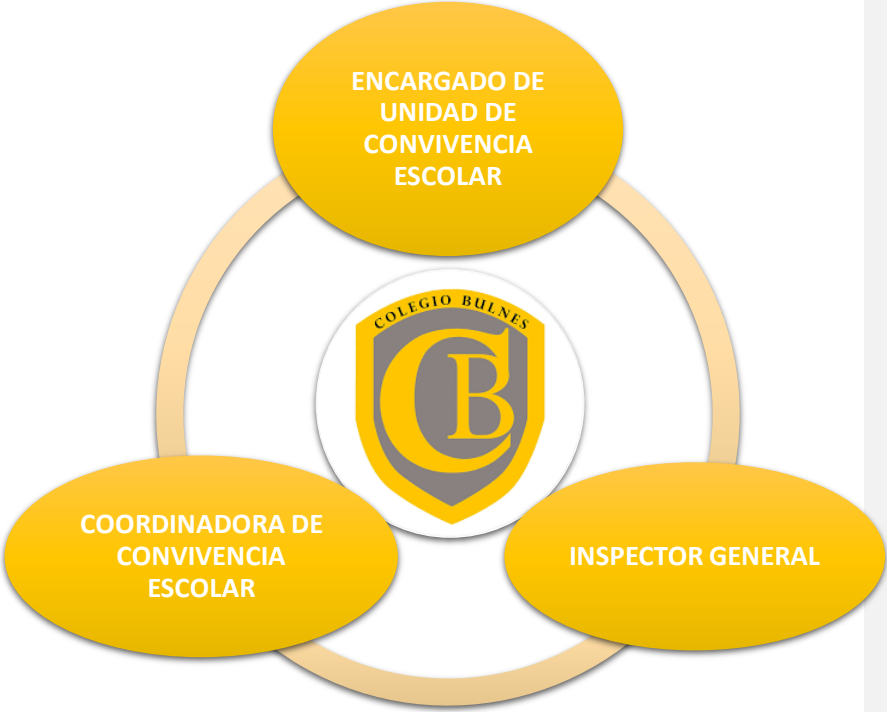 ENCARGADO DE
UNIDAD DE
CONVIVENCIA
ESCOLAR
COLEGIO BULNES
CB
COORDINADORA DE
CONVIVENCIA
ESCOLAR
INSPECTOR GENERAL